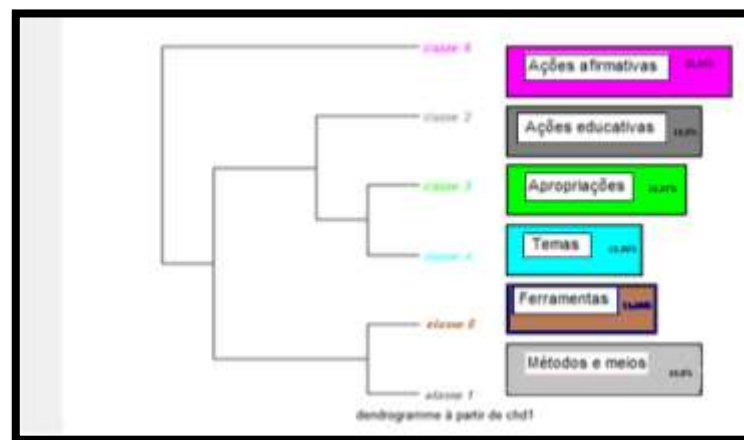 classe 6
Ações afirmativas
classe 2
Ações educativas
classe 3
Apropriações
classe 4
Temas
classe 5
Ferramentas
classe 1
Métodos e meios
dendrogramme à partir de chd1